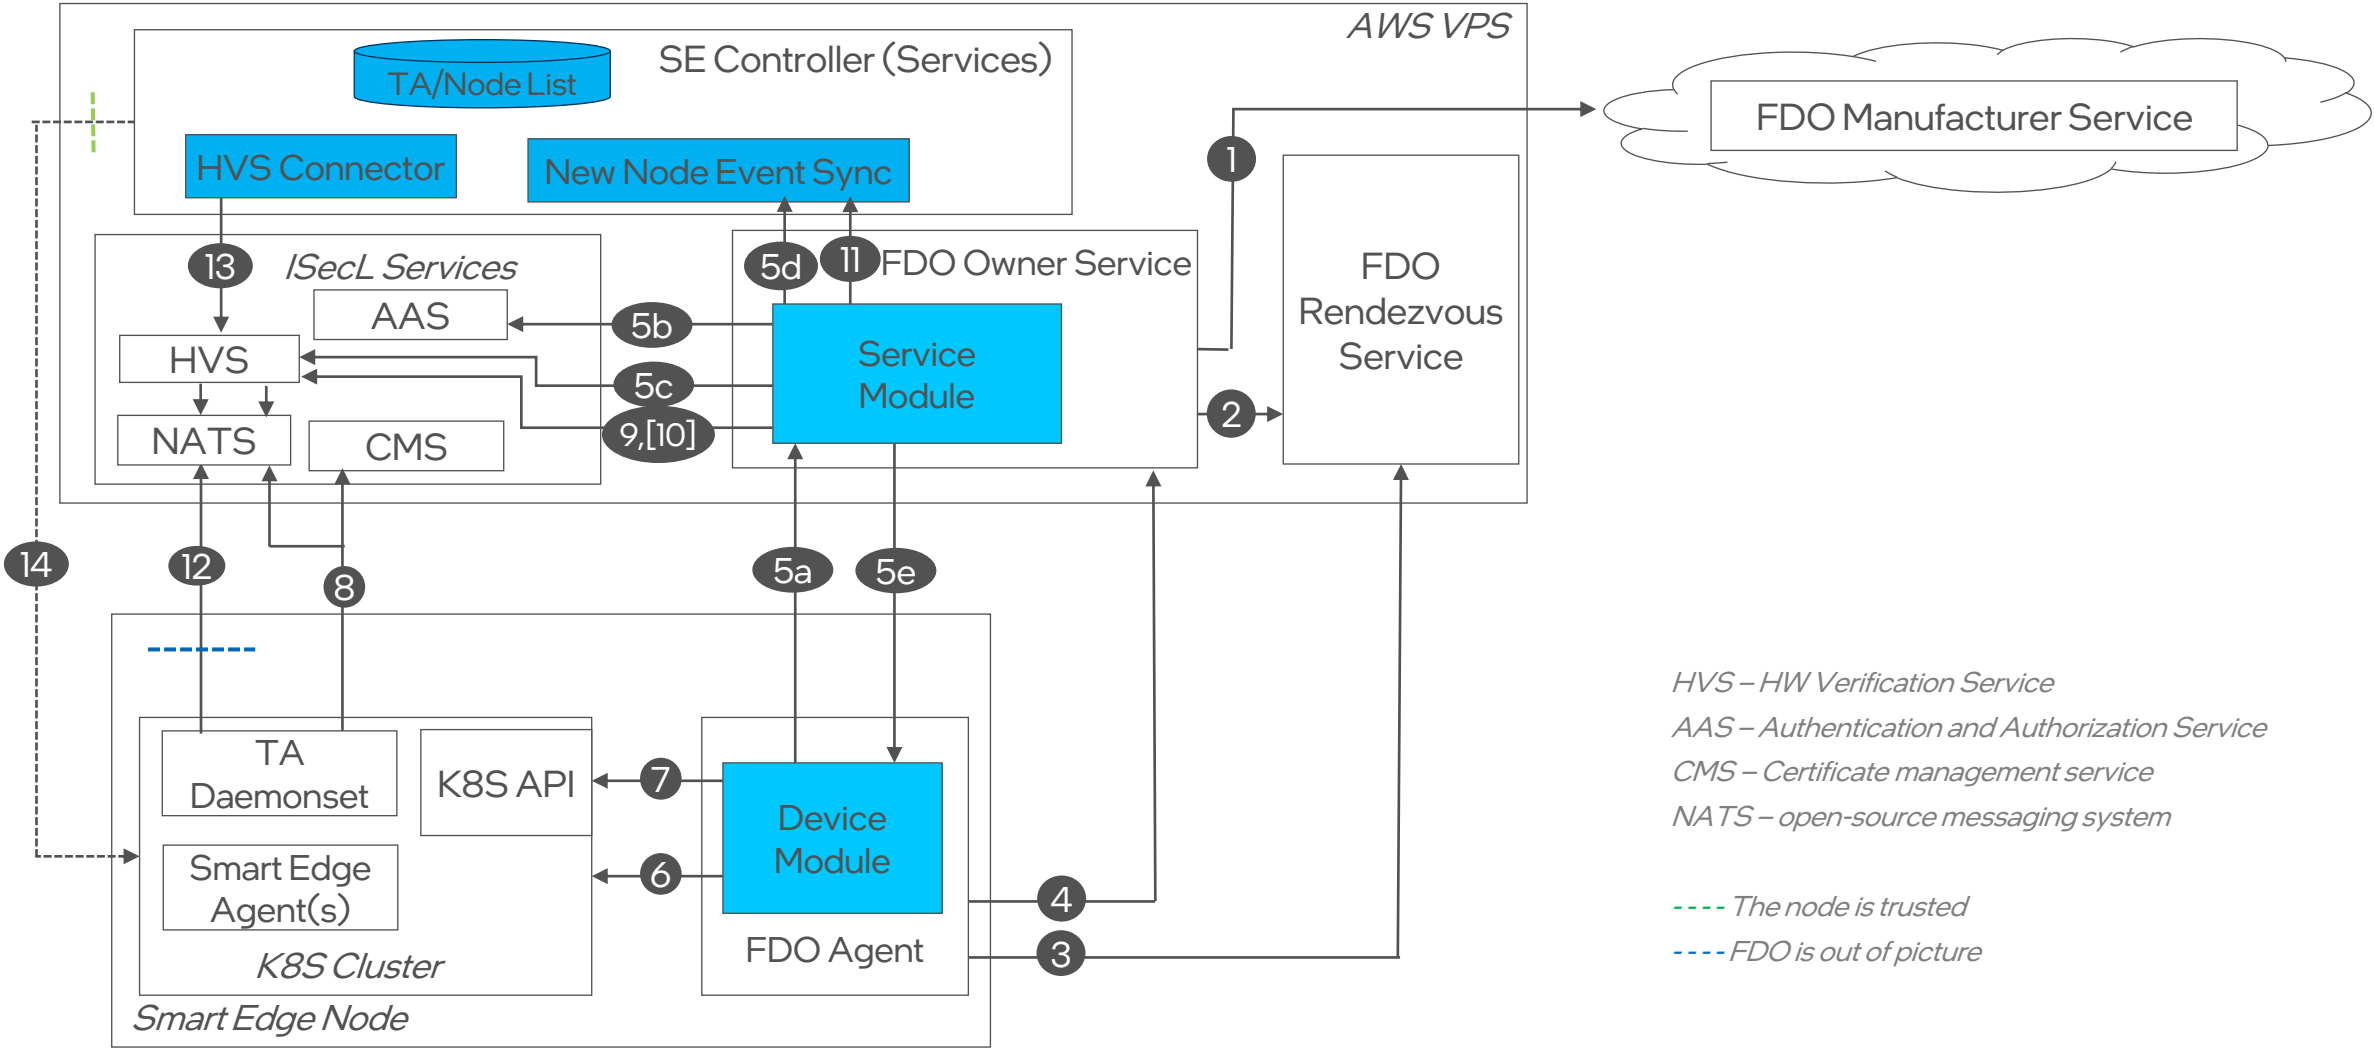 AWS VPS
SE Controller (Services)
TA/Node List
HVS Connector
New Node Event Sync
FDO Manufacturer Service
1
13
ISecL Services
5d
11
FDO Owner Service
FDO
Rendezvous
Service
AAS
5b
HVS
5c
Service
Module
9,[10]
2
NATS
CMS
14
12
8
5a
5e
TA
Daemonset
K8S API
7
Device
Module
6
Smart Edge
Agent(s)
4
FDO Agent
3
K8S Cluster
Smart Edge Node
HVS – HW Verification Service
AAS – Authentication and Authorization Service
CMS – Certificate management service
NATS – open-source messaging system
---- The node is trusted
---- FDO is out of picture